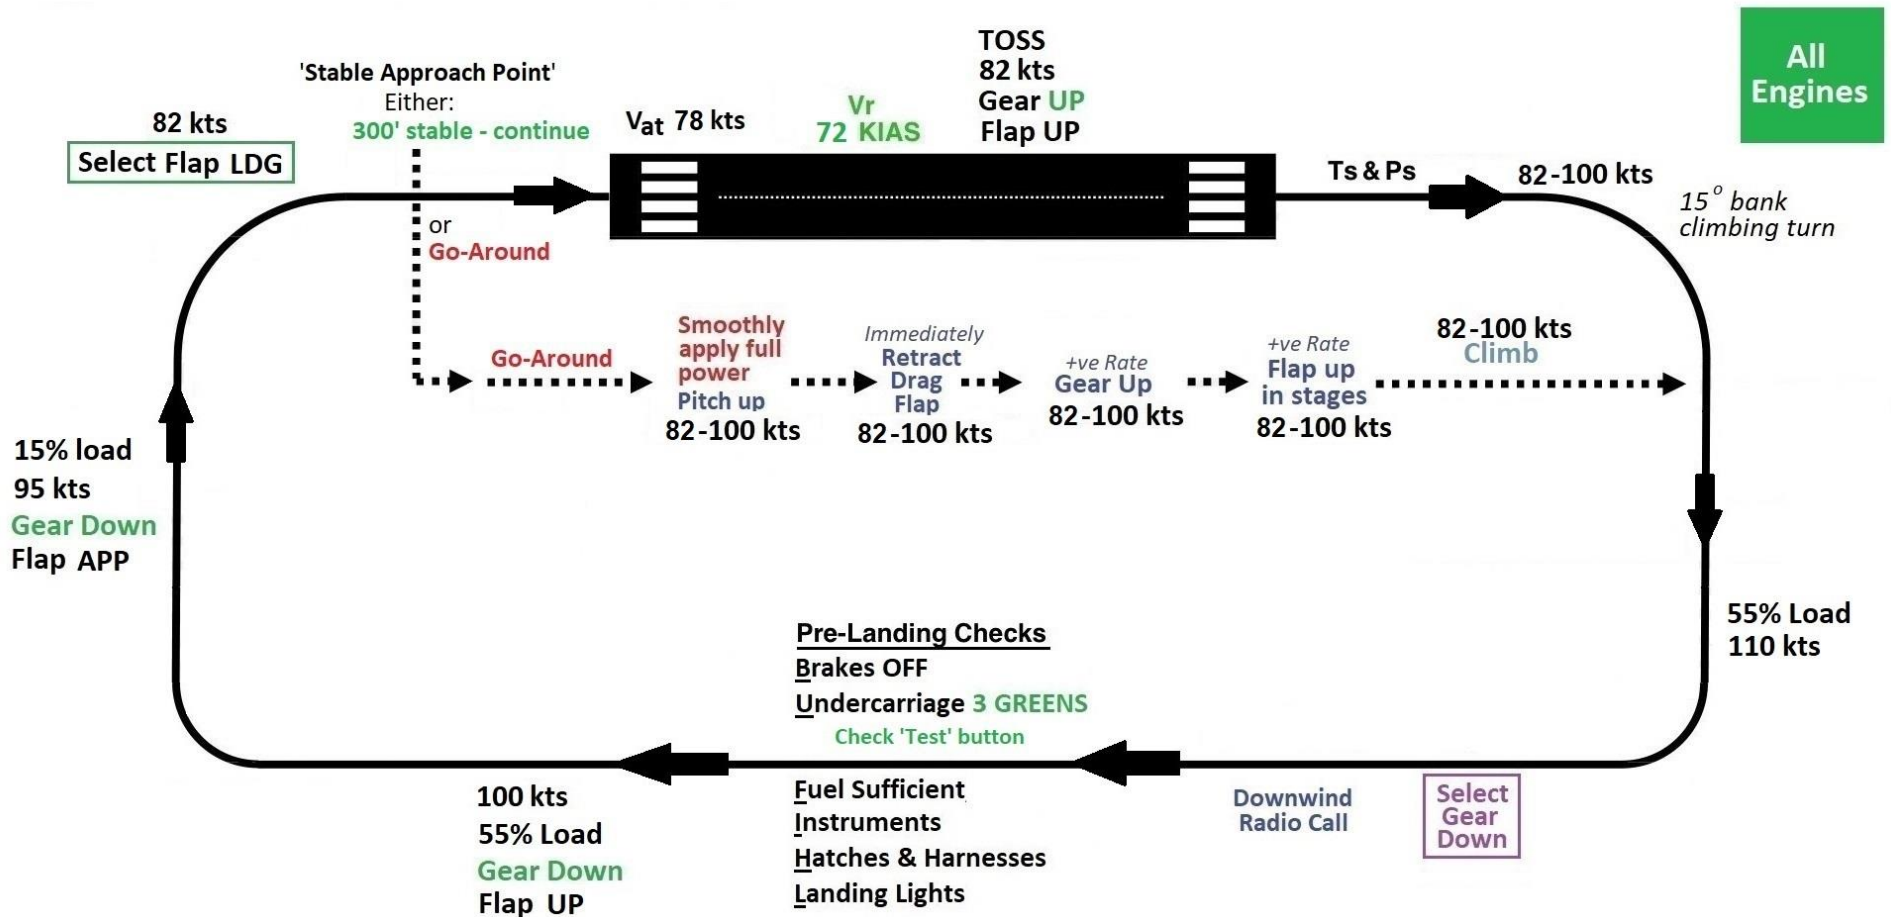 All
Engines
'Stable Approach Point'
Either:
300' stable - continue
or
Go-Around
82 kts
Select Flap LDG
Vat 78 kts
Vr
72 KIAS
TOSS
82 kts
Gear UP
Flap UP
Ts & Ps
82-100 kts
15° bank
climbing turn
Go-Around
Smoothly
apply full
power
Pitch up
82-100 kts
Immediately
Retract
Drag
Flap
82-100 kts
+ve Rate
Gear Up
82-100 kts
+ve Rate
Flap up
in stages
82-100 kts
82-100 kts
Climb
55% Load
110 kts
Select
Gear
Down
Downwind
Radio Call
Pre-Landing Checks
Brakes OFF
Undercarriage 3 GREENS
Check 'Test' button
Fuel Sufficient
Instruments
Hatches & Harnesses
Landing Lights
100 kts
55% Load
Gear Down
Flap UP
15% load
95 kts
Gear Down
Flap APP